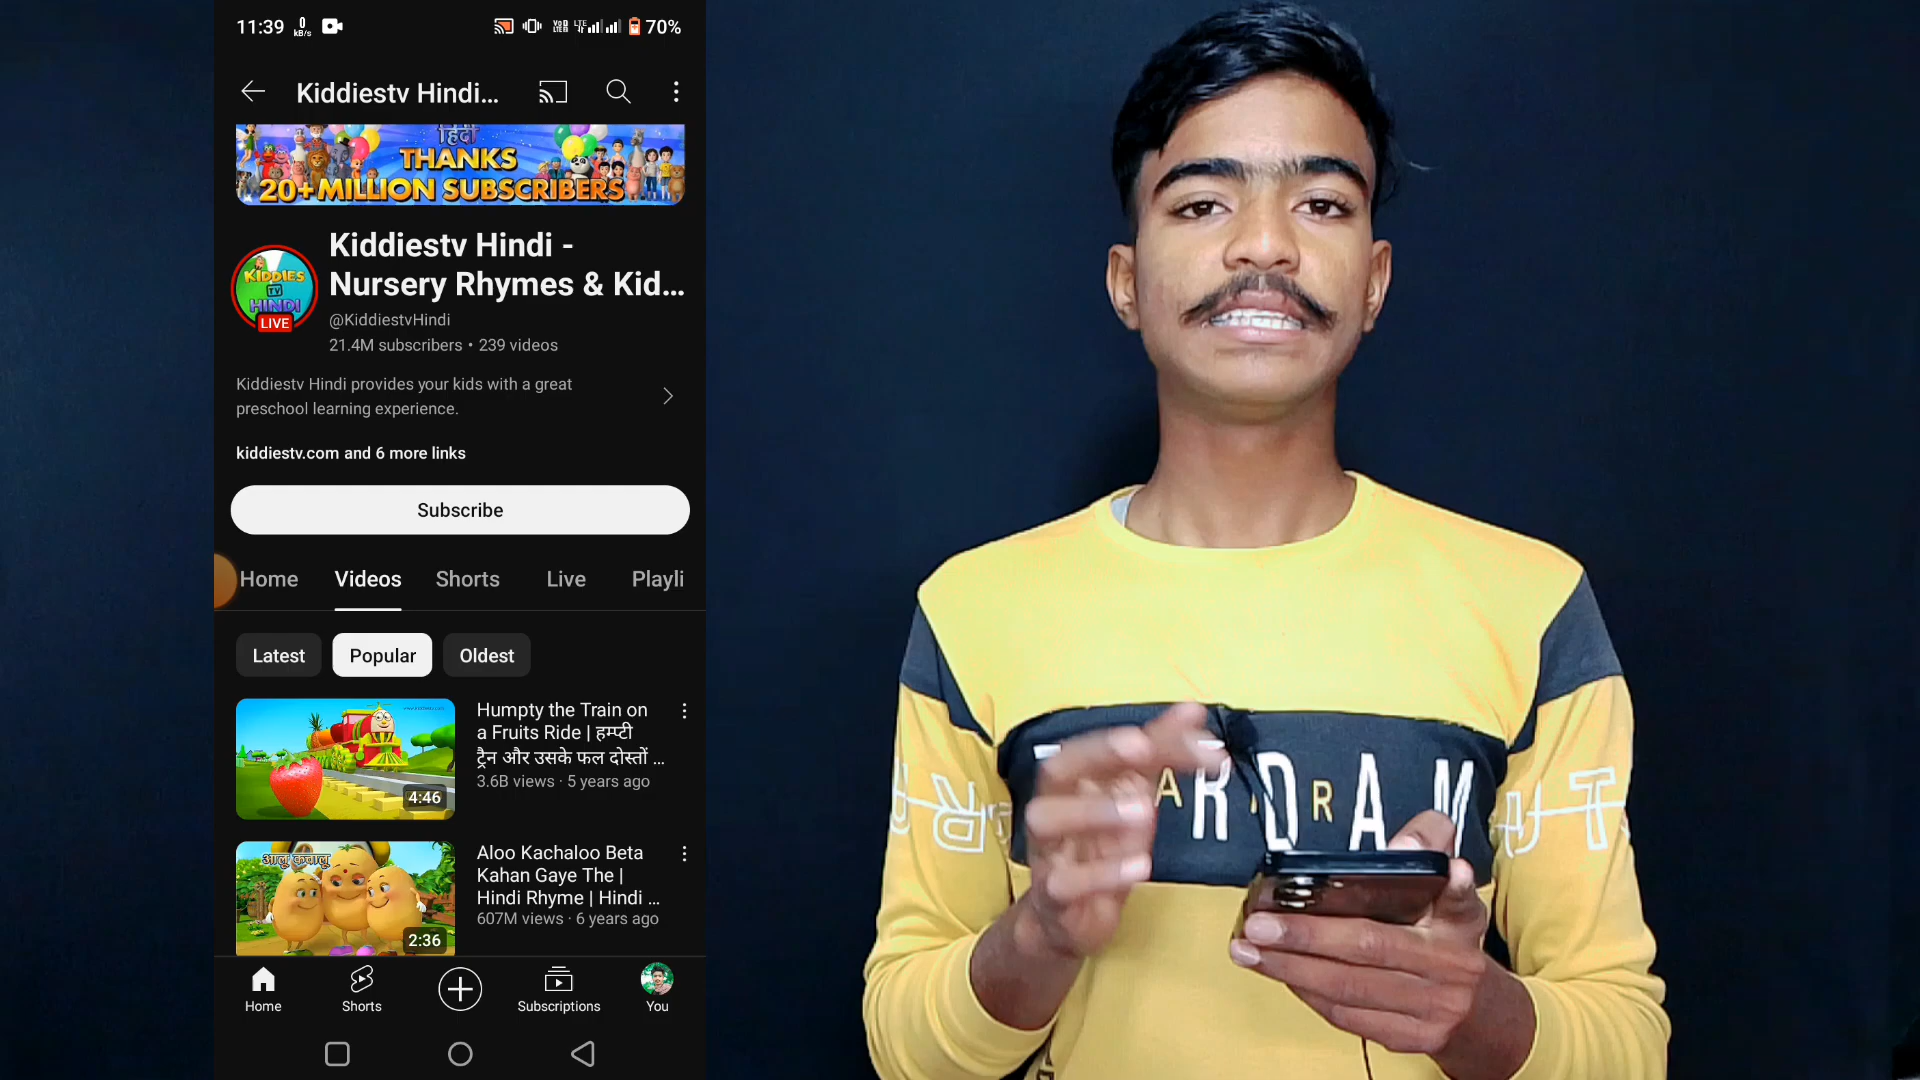 11:39
0
kB/s
70%
Kiddiestv Hindi...
हिंदी
THANKS
20+MILLION SUBSCRIBERS
KIDDIES
TV
HINDI
LIVE
Kiddiestv Hindi -
Nursery Rhymes & Kid...
@KiddiestvHindi
21.4M subscribers • 239 videos
Kiddiestv Hindi provides your kids with a great
preschool learning experience.
kiddiestv.com and 6 more links
Subscribe
Home
Videos
Shorts
Live
Playli
Latest
Popular
Oldest
4:46
Humpty the Train on
a Fruits Ride | हम्प्टी
ट्रैन और उसके फल दोस्तों ...
3.6B views · 5 years ago
आलू कचालू
2:36
Aloo Kachaloo Beta
Kahan Gaye The |
Hindi Rhyme | Hindi ...
607M views · 6 years ago
Home
Shorts
Subscriptions
You